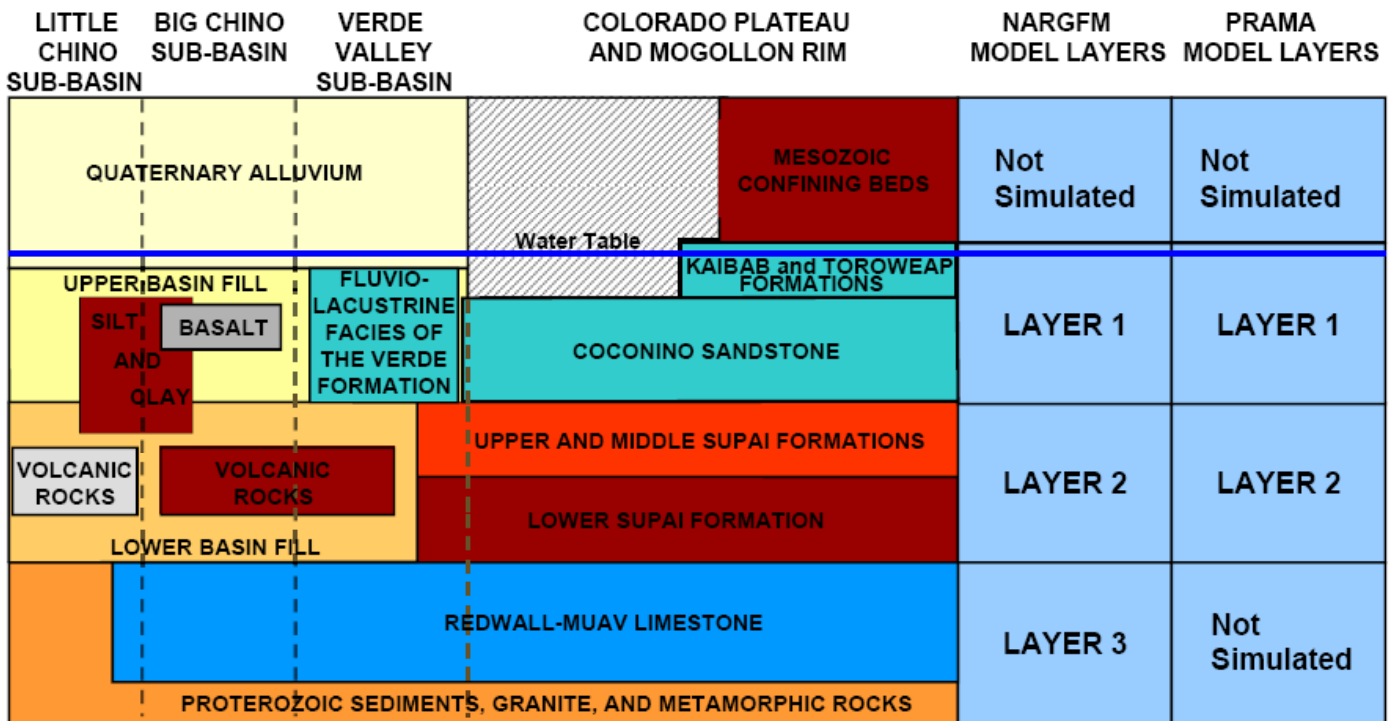 LITTLE
CHINO
SUB-BASIN
BIG CHINO
SUB-BASIN
VERDE
VALLEY
SUB-BASIN
COLORADO PLATEAU
AND MOGOLLON RIM
NARGFM
MODEL LAYERS
PRAMA
MODEL LAYERS
QUATERNARY ALLUVIUM
MESOZOIC
CONFINING BEDS
Not
Simulated
Not
Simulated
Water Table
UPPER BASIN FILL
FLUVIO-
LACUSTRINE
FACIES OF
THE VERDE
FORMATION
KAIBAB and TOROWEAP
FORMATIONS
SILT
AND
CLAY
BASALT
COCONINO SANDSTONE
LAYER 1
LAYER 1
VOLCANIC
ROCKS
VOLCANIC
ROCKS
UPPER AND MIDDLE SUPAI FORMATIONS
LOWER SUPAI FORMATION
LAYER 2
LAYER 2
LOWER BASIN FILL
REDWALL-MUAV LIMESTONE
LAYER 3
Not
Simulated
PROTEROZOIC SEDIMENTS, GRANITE, AND METAMORPHIC ROCKS